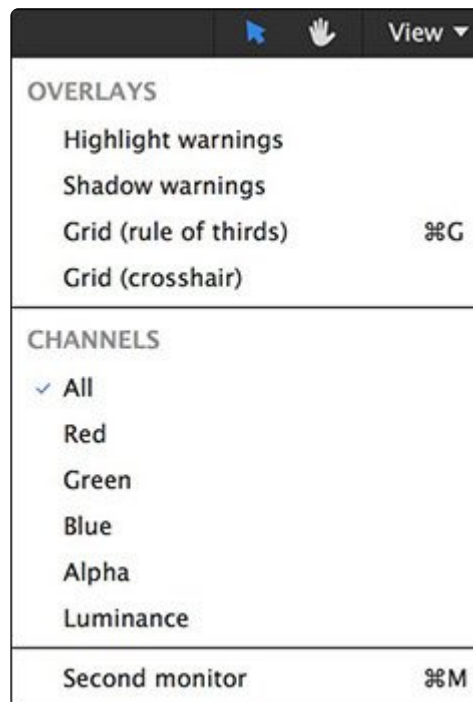 View
OVERLAYS
Highlight warnings
Shadow warnings
Grid (rule of thirds) ⌘G
Grid (crosshair)
CHANNELS
All
Red
Green
Blue
Alpha
Luminance
Second monitor ⌘M